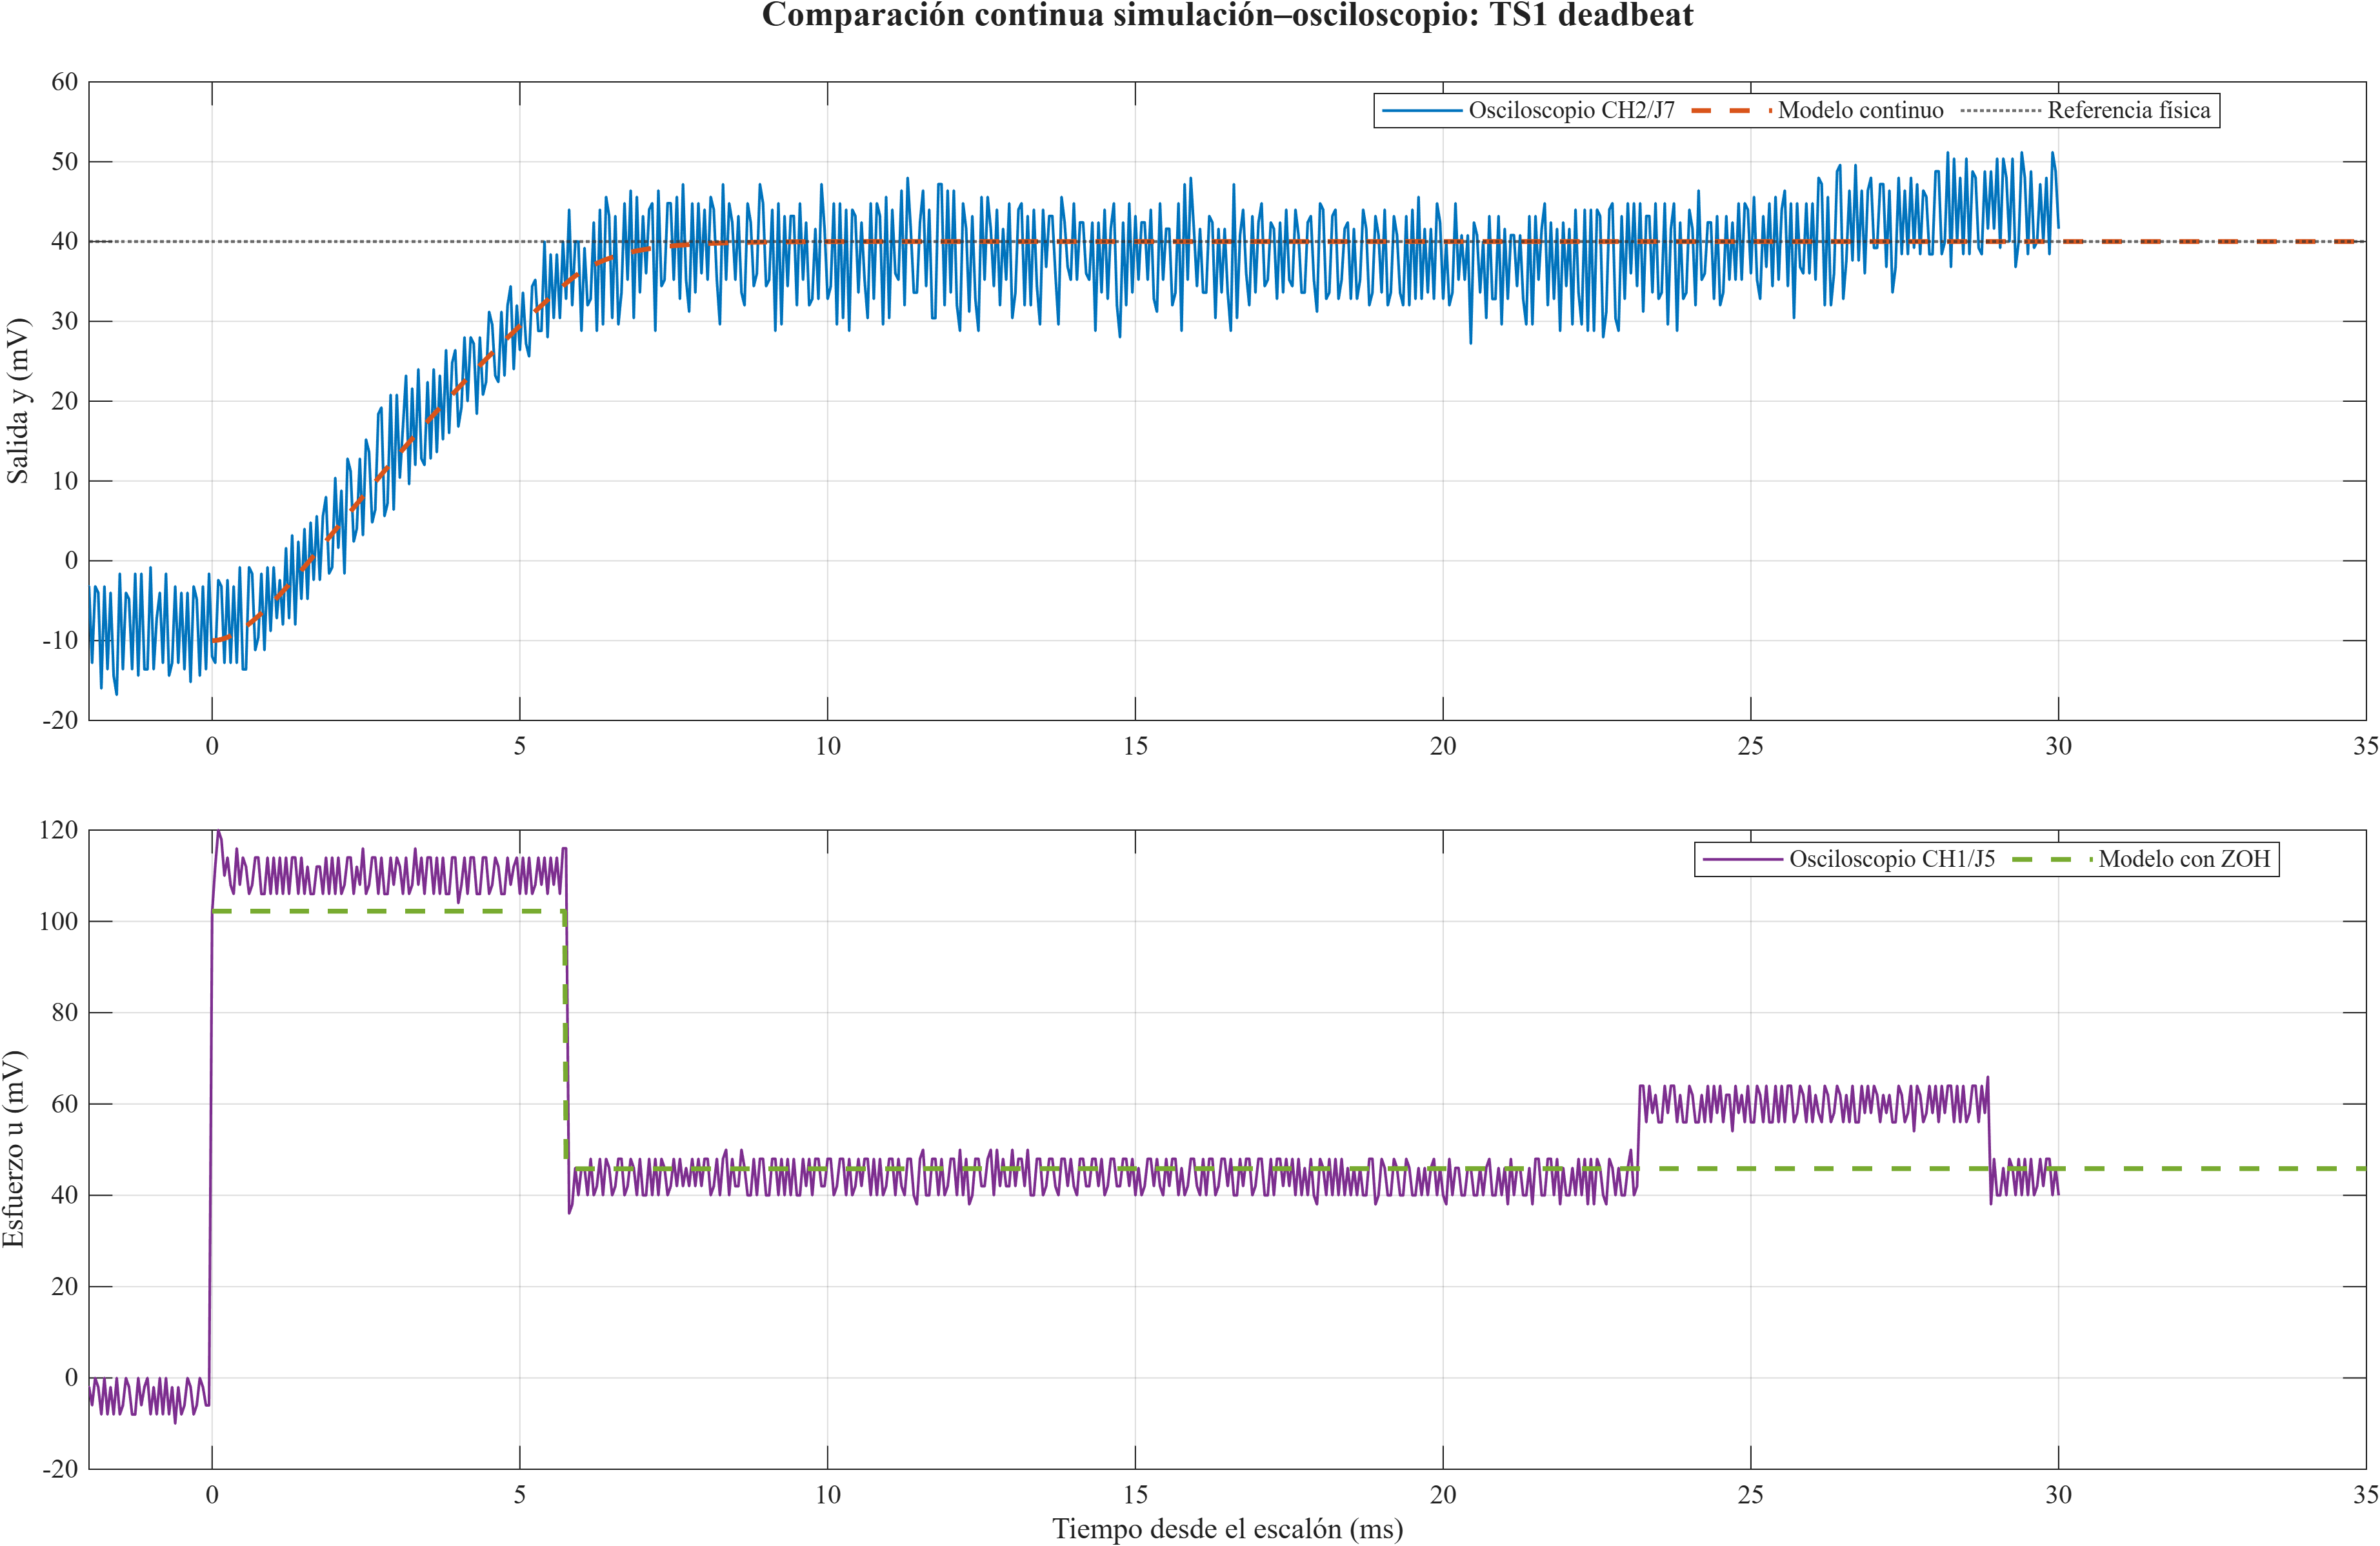 Comparación continua simulación–osciloscopio: TS1 deadbeat
60
50
40
30
20
10
0
-10
-20
Salida y (mV)
Osciloscopio CH2/J7 Modelo continuo Referencia física
0 5 10 15 20 25 30 35
120
100
80
60
40
20
0
-20
Esfuerzo u (mV)
Osciloscopio CH1/J5 Modelo con ZOH
0 5 10 15 20 25 30 35
Tiempo desde el escalón (ms)